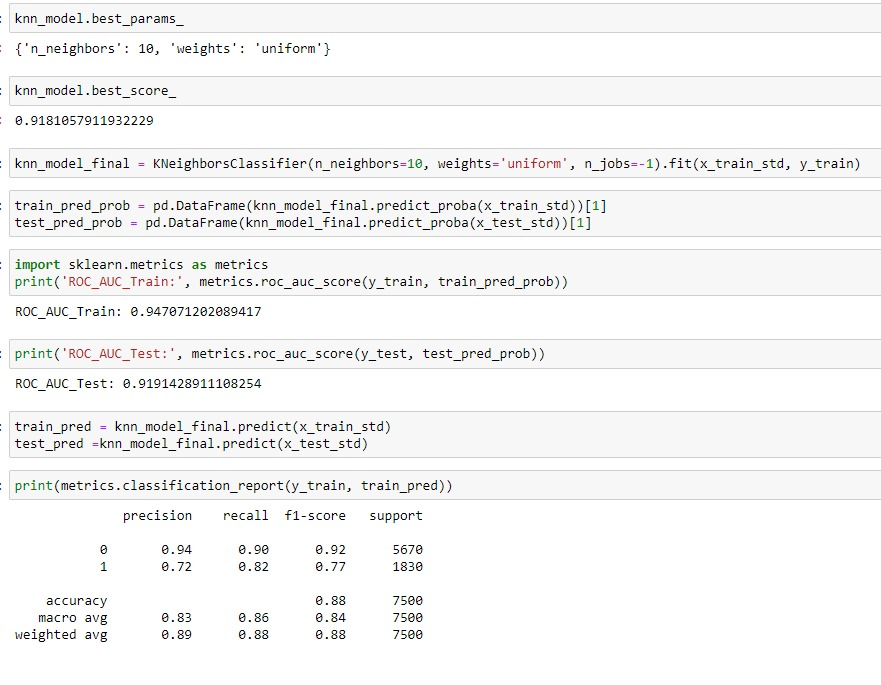 knn_model.best_params_
{'n_neighbors': 10, 'weights': 'uniform'}
knn_model.best_score_
0.9181057911932229
knn_model_final = KNeighborsClassifier(n_neighbors=10, weights='uniform', n_jobs=-1).fit(x_train_std, y_train)
train_pred_prob = pd.DataFrame(knn_model_final.predict_proba(x_train_std))[1]
test_pred_prob = pd.DataFrame(knn_model_final.predict_proba(x_test_std))[1]
import sklearn.metrics as metrics
print('ROC_AUC_Train:', metrics.roc_auc_score(y_train, train_pred_prob))
ROC_AUC_Train: 0.947071202089417
print('ROC_AUC_Test:', metrics.roc_auc_score(y_test, test_pred_prob))
ROC_AUC_Test: 0.9191428911108254
train_pred = knn_model_final.predict(x_train_std)
test_pred =knn_model_final.predict(x_test_std)
print(metrics.classification_report(y_train, train_pred))
precision recall f1-score support
0 0.94 0.90 0.92 5670
1 0.72 0.82 0.77 1830
accuracy 0.88 7500
macro avg 0.83 0.86 0.84 7500
weighted avg 0.89 0.88 0.88 7500